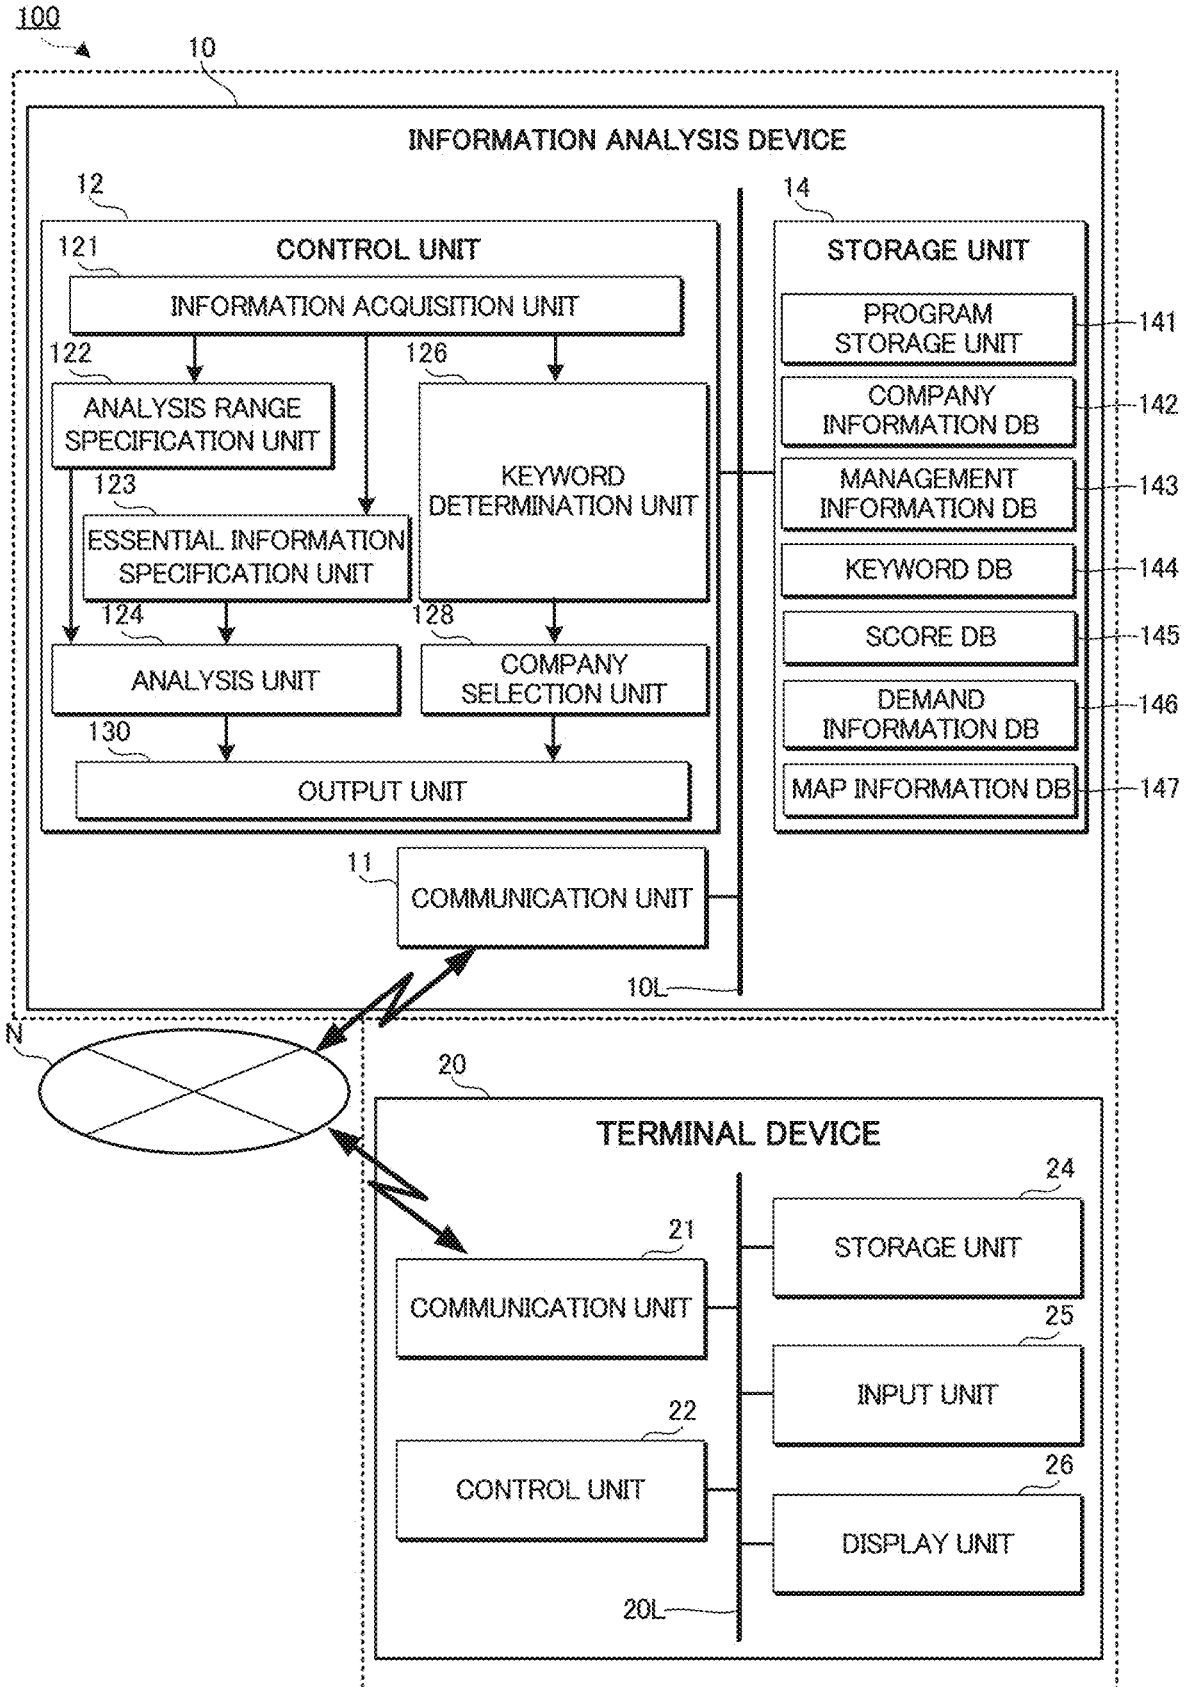 100
10
INFORMATION ANALYSIS DEVICE
12
CONTROL UNIT
121
INFORMATION ACQUISITION UNIT
122
ANALYSIS RANGE
SPECIFICATION UNIT
126
KEYWORD
DETERMINATION UNIT
123
ESSENTIAL INFORMATION
SPECIFICATION UNIT
124
ANALYSIS UNIT
128
COMPANY
SELECTION UNIT
130
OUTPUT UNIT
14
STORAGE UNIT
PROGRAM
STORAGE UNIT
141
COMPANY
INFORMATION DB
142
MANAGEMENT
INFORMATION DB
143
KEYWORD DB
144
SCORE DB
145
DEMAND
INFORMATION DB
146
MAP INFORMATION DB
147
11
COMMUNICATION UNIT
10L
N
20
TERMINAL DEVICE
21
COMMUNICATION UNIT
22
CONTROL UNIT
24
STORAGE UNIT
25
INPUT UNIT
26
DISPLAY UNIT
20L